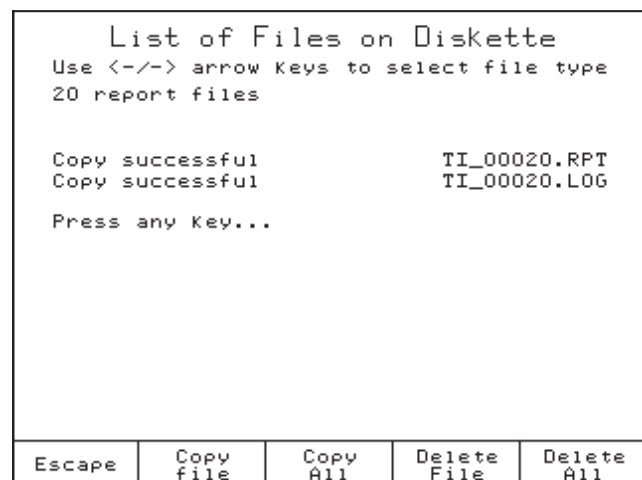 List of Files on Diskette
Use <-/-> arrow Keys to select file type
20 report files
Copy successful TI_00020.RPT
Copy successful TI_00020.LOG
Press any Key...
Escape
Copy
file
Copy
All
Delete
File
Delete
All